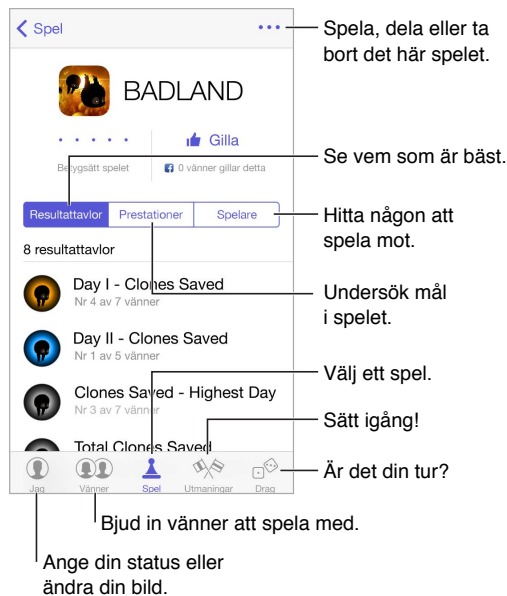 Spel
Spela, dela eller ta
bort det här spelet.
BADLAND
Gilla
Betygsätt spelet
0 vänner gillar detta
Se vem som är bäst.
Resultattavlor
Prestationer
Spelare
Hitta någon att
spela mot.
8 resultattavlor
Day I - Clones Saved
Nr 4 av 7 vänner
Undersök mål
i spelet.
Day II - Clones Saved
Nr 1 av 5 vänner
Välj ett spel.
Clones Saved - Highest Day
Nr 3 av 7 vänner
Sätt igång!
Total Clones Saved
Är det din tur?
Jag
Vänner
Spel
Utmaningar
Drag
Bjud in vänner att spela med.
Ange din status eller
ändra din bild.